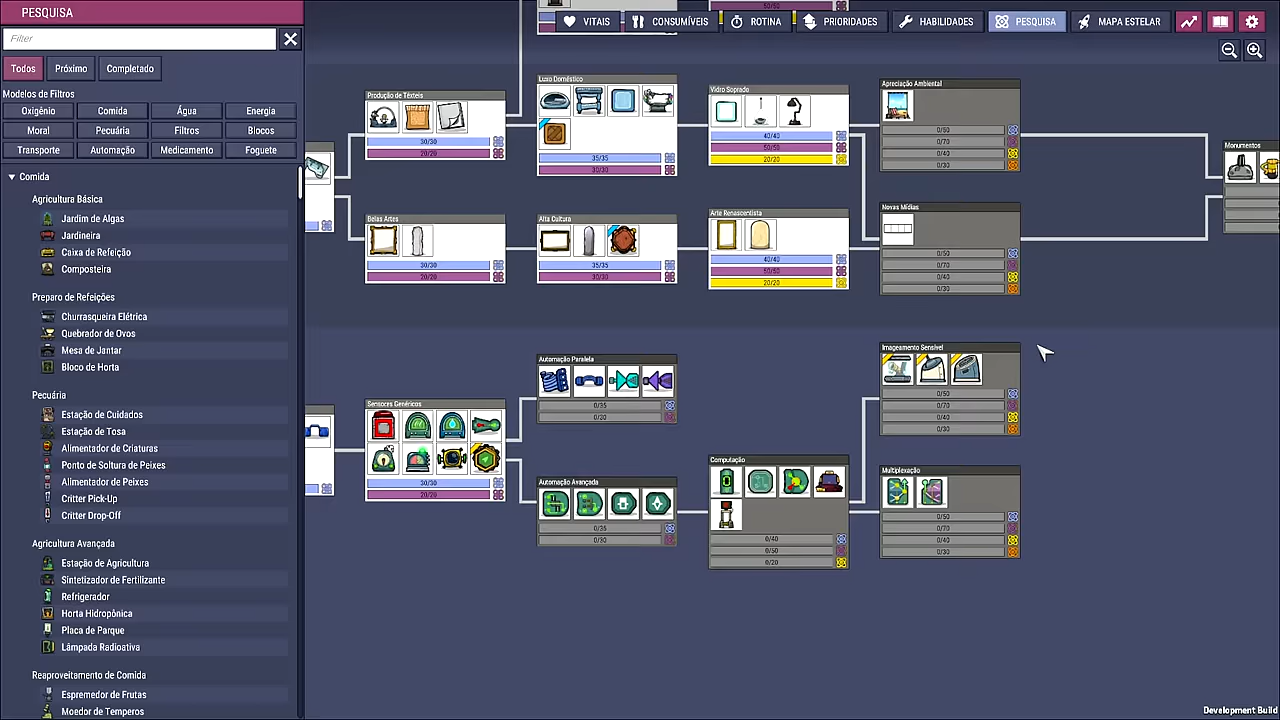 PESQUISA
Filter
Todos
Próximo
Completado
Modelos de Filtros
Oxigênio
Comida
Água
Energia
Filtros
Blocos
Transporte
Automação
Medicamento
Foguete
Comida
Agricultura Básica
Jardim de Algas
Jardineira
Cubo de Refeição
Composteira
Preparo de Refeições
Churrasqueira Elétrica
Quebrador de Ovos
Mesa de Jantar
Pecuária
Estação de Cuidados
Estação de Tosa
Alimentador de Criaturas
Ponto de Soltura de Peixes
Critter Pick-Up
Critter Drop-Off
Agricultura Avançada
Estação de Agricultura
Sintetizador de Fertilizante
Refrigerador
Horta Hidropônica
Placa de Parque
Lâmpada Radioativa
Reaproveitamento de Comida
Espremedor de Frutas
Moedor de Temperos
VITAIS
CONSUMÍVEIS
ROTINA
PRIORIDADES
HABILIDADES
PESQUISA
MAPA ESTELAR
Produção de Têxteis
30/30
20/20
Luxo Doméstico
35/35
30/30
Vidro Soprado
40/40
50/50
20/20
Apreciação Ambiental
0/50
0/70
0/40
0/30
Monumentos
Belas Artes
30/30
20/20
Alta Cultura
35/35
30/30
Arte Renascentista
40/40
50/50
20/20
Novas Mídias
0/50
0/70
0/40
0/30
Sensores Genéricos
30/30
20/20
Automação Paralela
0/35
0/30
Automação Avançada
0/35
0/30
Computação
0/40
0/50
0/20
Imageamento Sensível
0/50
0/70
0/40
0/30
Multiplexação
0/50
0/70
0/40
0/30
Development Build